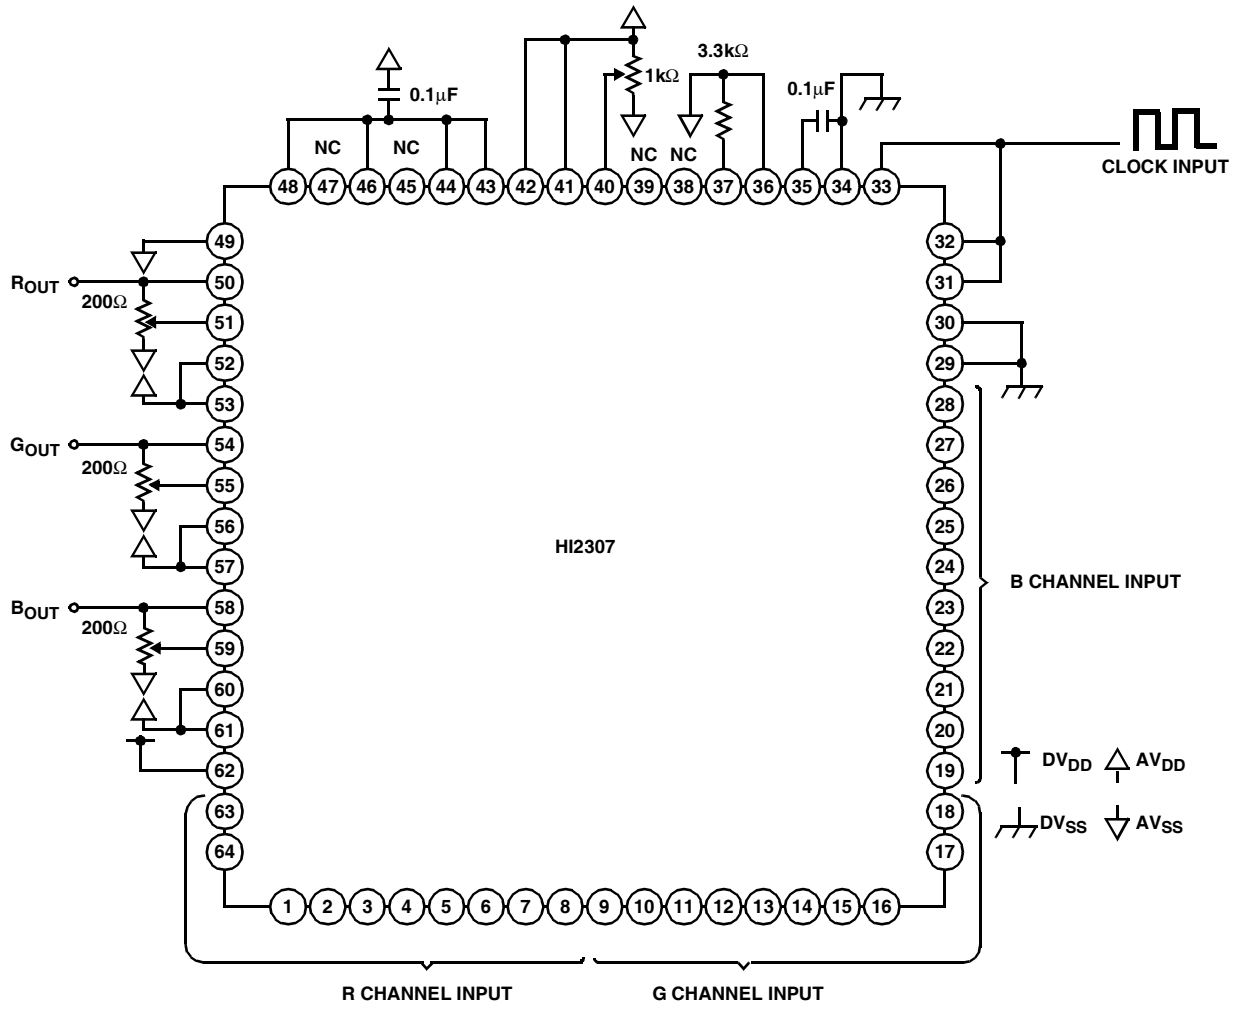 3.3kΩ
1kΩ
0.1μF
0.1μF
NC
NC
NC
NC
CLOCK INPUT
48
47
46
45
44
43
42
41
40
39
38
37
36
35
34
33
49
32
ROUT
50
31
200Ω
51
30
52
29
53
28
GOUT
54
27
200Ω
55
26
56
25
HI2307
57
24
B CHANNEL INPUT
BOUT
58
23
200Ω
59
22
60
21
61
20
62
19
DVDD
AVDD
63
18
DVSS
AVSS
64
17
1
2
3
4
5
6
7
8
9
10
11
12
13
14
15
16
R CHANNEL INPUT
G CHANNEL INPUT